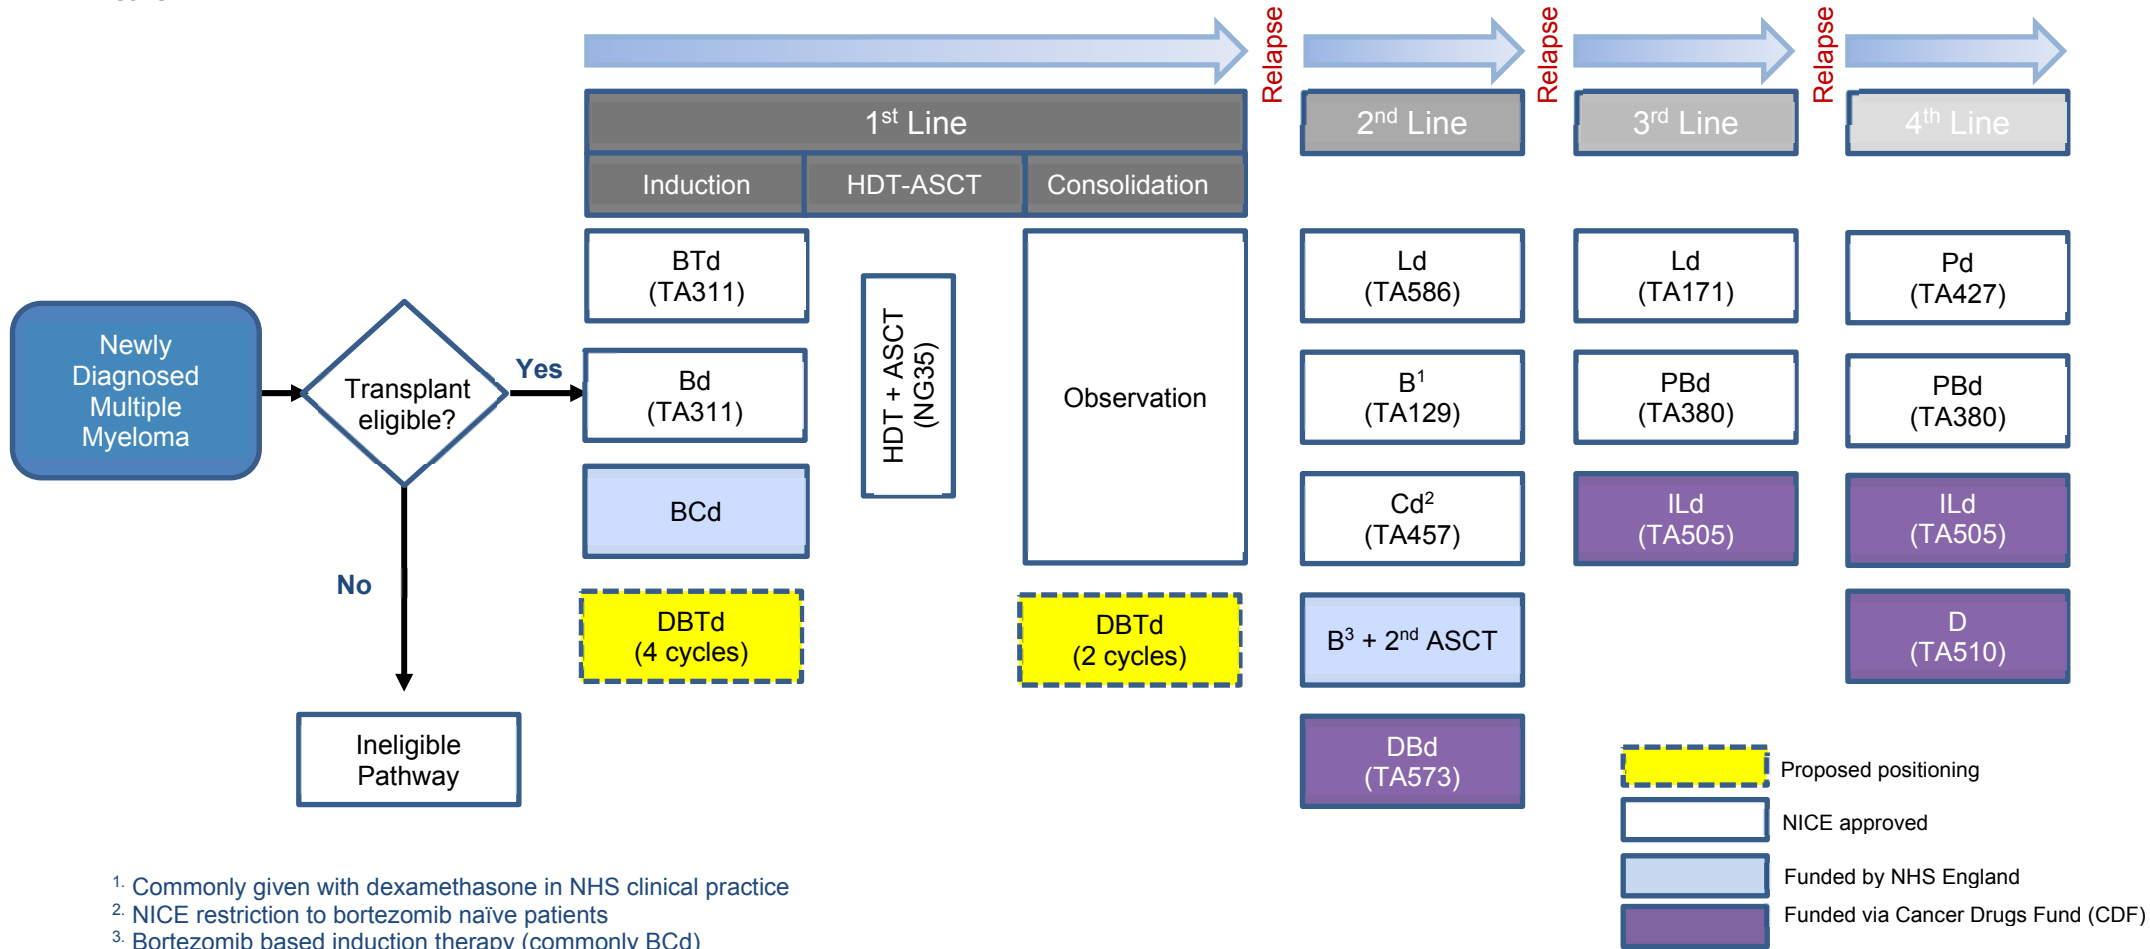 Relapse
Relapse
Relapse
1st Line
2nd Line
3rd Line
4th Line
Induction
HDT-ASCT
Consolidation
Newly
Diagnosed
Multiple
Myeloma
Transplant
eligible?
Yes
No
Ineligible
Pathway
BTd
(TA311)
Bd
(TA311)
BCd
DBTd
(4 cycles)
HDT + ASCT
(NG35)
Observation
DBTd
(2 cycles)
Ld
(TA586)
B1
(TA129)
Cd2
(TA457)
B3 + 2nd ASCT
DBd
(TA573)
Ld
(TA171)
PBd
(TA380)
ILd
(TA505)
Pd
(TA427)
PBd
(TA380)
ILd
(TA505)
D
(TA510)
Proposed positioning
NICE approved
Funded by NHS England
Funded via Cancer Drugs Fund (CDF)
1. Commonly given with dexamethasone in NHS clinical practice
2. NICE restriction to bortezomib naïve patients
3. Bortezomib based induction therapy (commonly BCd)